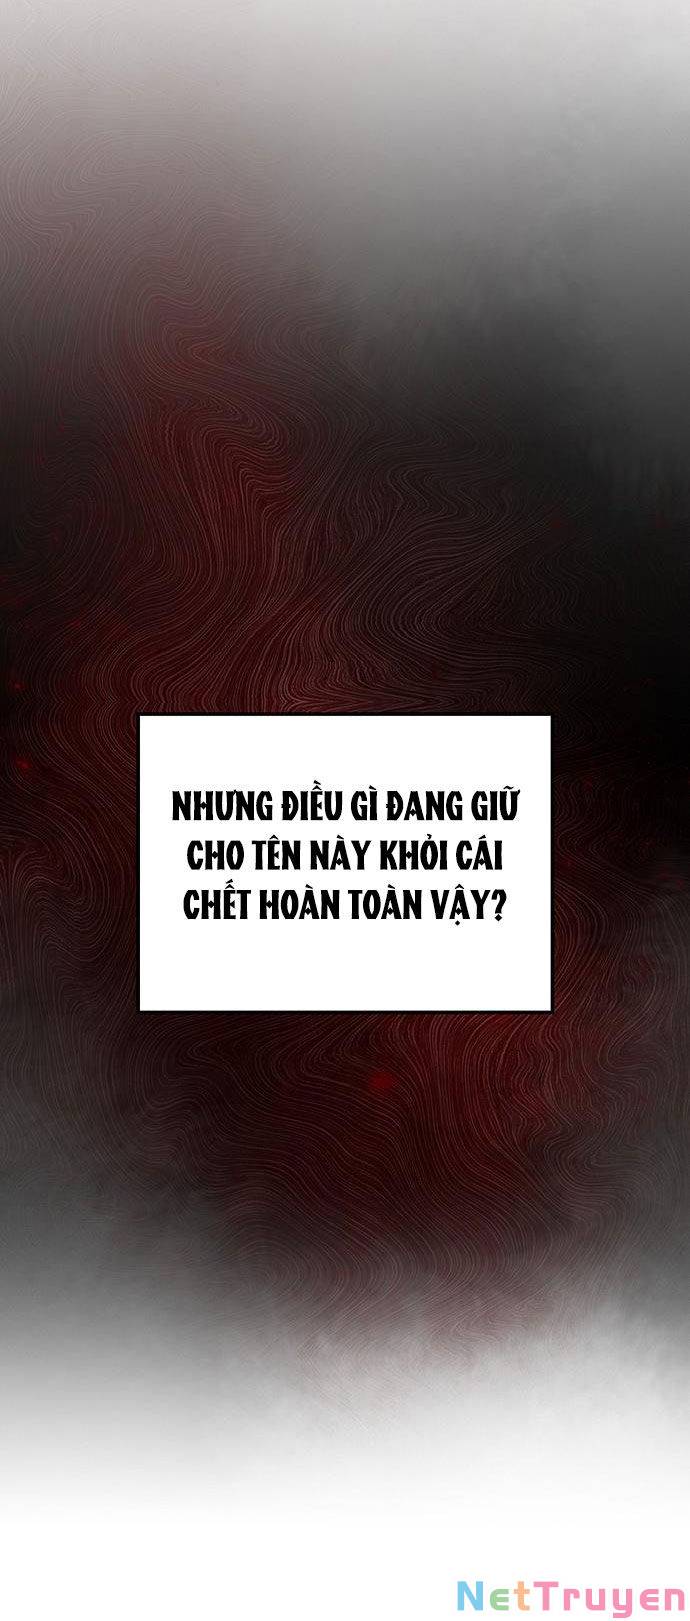 NHƯNG ĐIỀU GÌ ĐANG GIỮ
CHO TÊN NÀY KHỎI CÁI
CHẾT HOÀN TOÀN VẬY?
NetTruyen